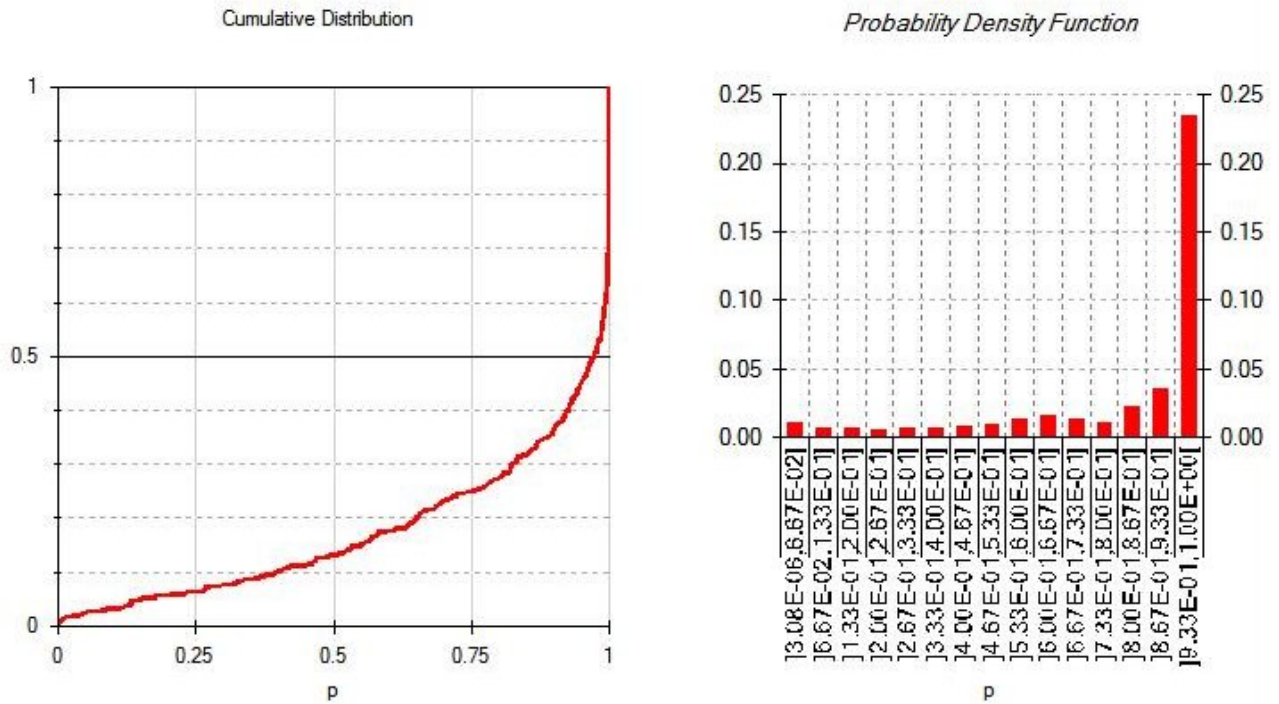 Cumulative Distribution
1
0.5
0
0
0.25
0.5
0.75
1
p
Probability Density Function
0.25
0.20
0.15
0.10
0.05
0.00
0.25
0.20
0.15
0.10
0.05
0.00
]3.08E-06,6.67E-02]
]6.67E-02,1.33E-01]
]1.33E-01,2.00E-01]
]2.00E-01,2.67E-01]
]2.67E-01,3.33E-01]
]3.33E-01,4.00E-01]
]4.00E-01,4.67E-01]
]4.67E-01,5.33E-01]
]5.33E-01,6.00E-01]
]6.00E-01,6.67E-01]
]6.67E-01,7.33E-01]
]7.33E-01,8.00E-01]
]8.00E-01,8.67E-01]
]8.67E-01,9.33E-01]
]9.33E-01,1.00E+00[
p